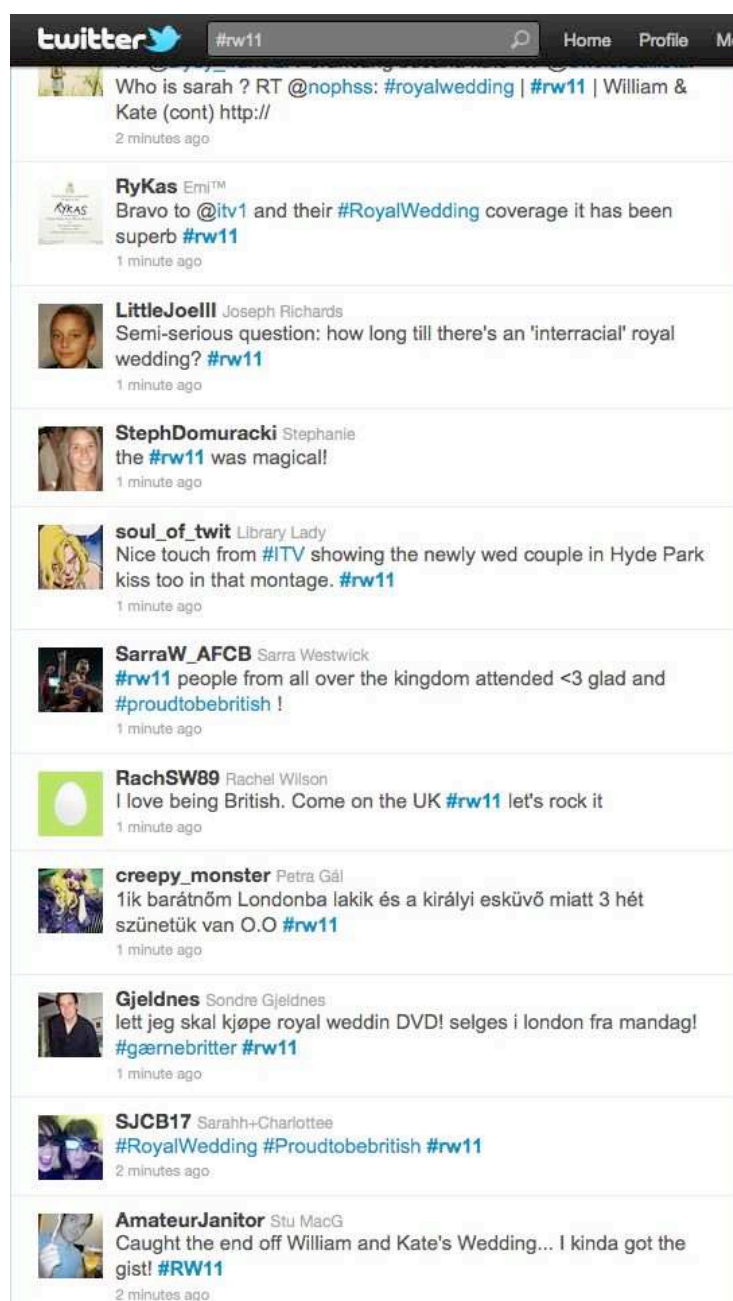 twitter
#rw11
Home Profile
Who is sarah ? RT @nophss: #royalwedding | #rw11 | William &
Kate (cont) http://
2 minutes ago
RyKas Emi™
Bravo to @itv1 and their #RoyalWedding coverage it has been
superb #rw11
1 minute ago
RYKAS
LittleJoeIII Joseph Richards
Semi-serious question: how long till there's an 'interracial' royal
wedding? #rw11
1 minute ago
StephDomuracki Stephanie
the #rw11 was magical!
1 minute ago
soul_of_twit Library Lady
Nice touch from #ITV showing the newly wed couple in Hyde Park
kiss too in that montage. #rw11
1 minute ago
SarraW_AFCB Sarra Westwick
#rw11 people from all over the kingdom attended <3 glad and
#proudtobebritish !
1 minute ago
RachSW89 Rachel Wilson
I love being British. Come on the UK #rw11 let's rock it
1 minute ago
creepy_monster Petra Gál
1ik barátnőm Londonba lakik és a királyi esküvő miatt 3 hét
szünetük van O.O #rw11
1 minute ago
Gjeldnes Sondre Gjeldnes
lett jeg skal kjøpe royal weddin DVD! selges i london fra mandag!
#gærnebritter #rw11
1 minute ago
SJCB17 Sarahh+Charlottee
#RoyalWedding #Proudtobebritish #rw11
2 minutes ago
AmateurJanitor Stu MacG
Caught the end off William and Kate's Wedding... I kinda got the
gist! #RW11
2 minutes ago